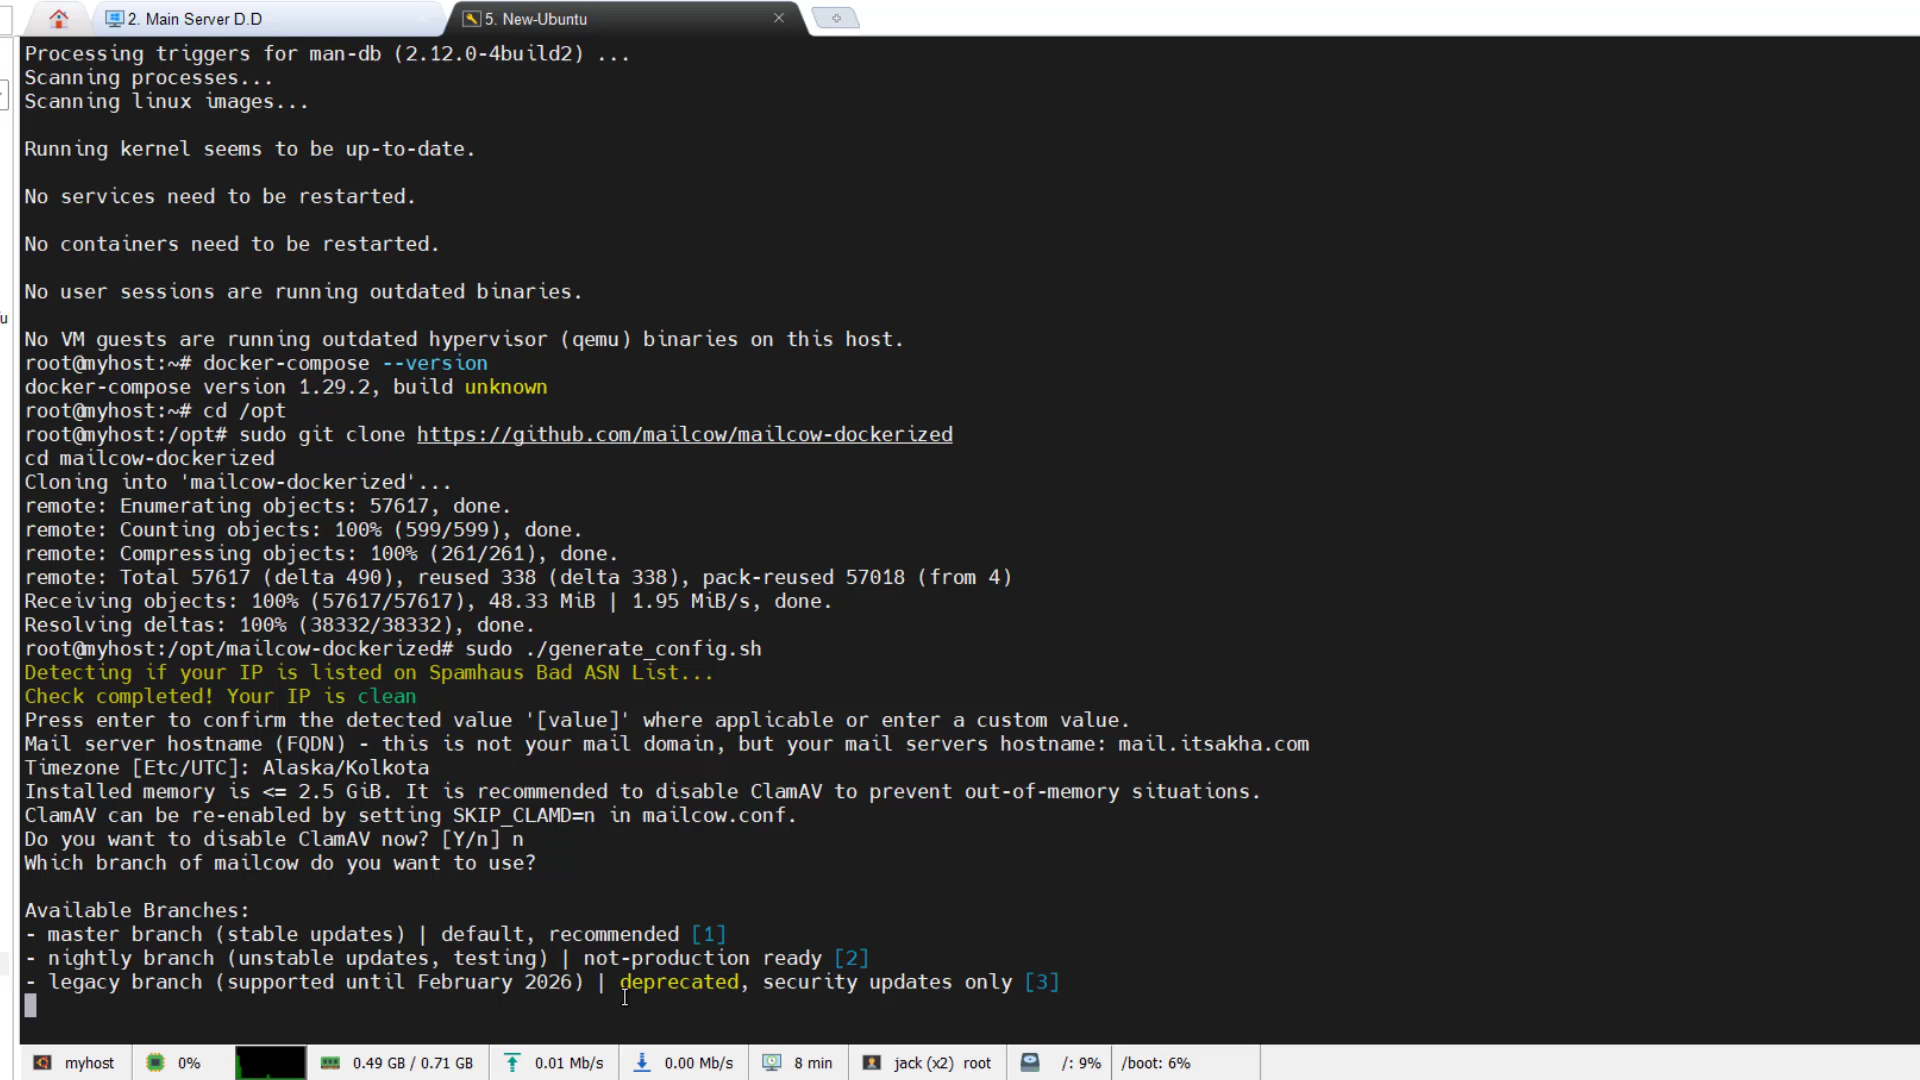 2. Main Server D.D
5. New-Ubuntu
Processing triggers for man-db (2.12.0-4build2) ...
Scanning processes...
Scanning linux images...
Running kernel seems to be up-to-date.
No services need to be restarted.
No containers need to be restarted.
No user sessions are running outdated binaries.
No VM guests are running outdated hypervisor (qemu) binaries on this host.
root@myhost:~# docker-compose --version
docker-compose version 1.29.2, build unknown
root@myhost:~# cd /opt
root@myhost:/opt# sudo git clone https://github.com/mailcow/mailcow-dockerized
cd mailcow-dockerized
Cloning into 'mailcow-dockerized'...
remote: Enumerating objects: 57617, done.
remote: Counting objects: 100% (599/599), done.
remote: Compressing objects: 100% (261/261), done.
remote: Total 57617 (delta 490), reused 338 (delta 338), pack-reused 57018 (from 4)
Receiving objects: 100% (57617/57617), 48.33 MiB | 1.95 MiB/s, done.
Resolving deltas: 100% (38332/38332), done.
root@myhost:/opt/mailcow-dockerized# sudo ./generate_config.sh
Detecting if your IP is listed on Spamhaus Bad ASN List...
Check completed! Your IP is clean
Press enter to confirm the detected value '[value]' where applicable or enter a custom value.
Mail server hostname (FQDN) - this is not your mail domain, but your mail servers hostname: mail.itsakha.com
Timezone [Etc/UTC]: Alaska/Kolkota
Installed memory is <= 2.5 GiB. It is recommended to disable ClamAV to prevent out-of-memory situations.
ClamAV can be re-enabled by setting SKIP_CLAMD=n in mailcow.conf.
Do you want to disable ClamAV now? [Y/n] n
Which branch of mailcow do you want to use?
Available Branches:
- master branch (stable updates) | default, recommended [1]
- nightly branch (unstable updates, testing) | not-production ready [2]
- legacy branch (supported until February 2026) | deprecated, security updates only [3]
myhost 0% 0.49 GB / 0.71 GB 0.01 Mb/s 0.00 Mb/s 8 min jack (x2) root /: 9% /boot: 6%